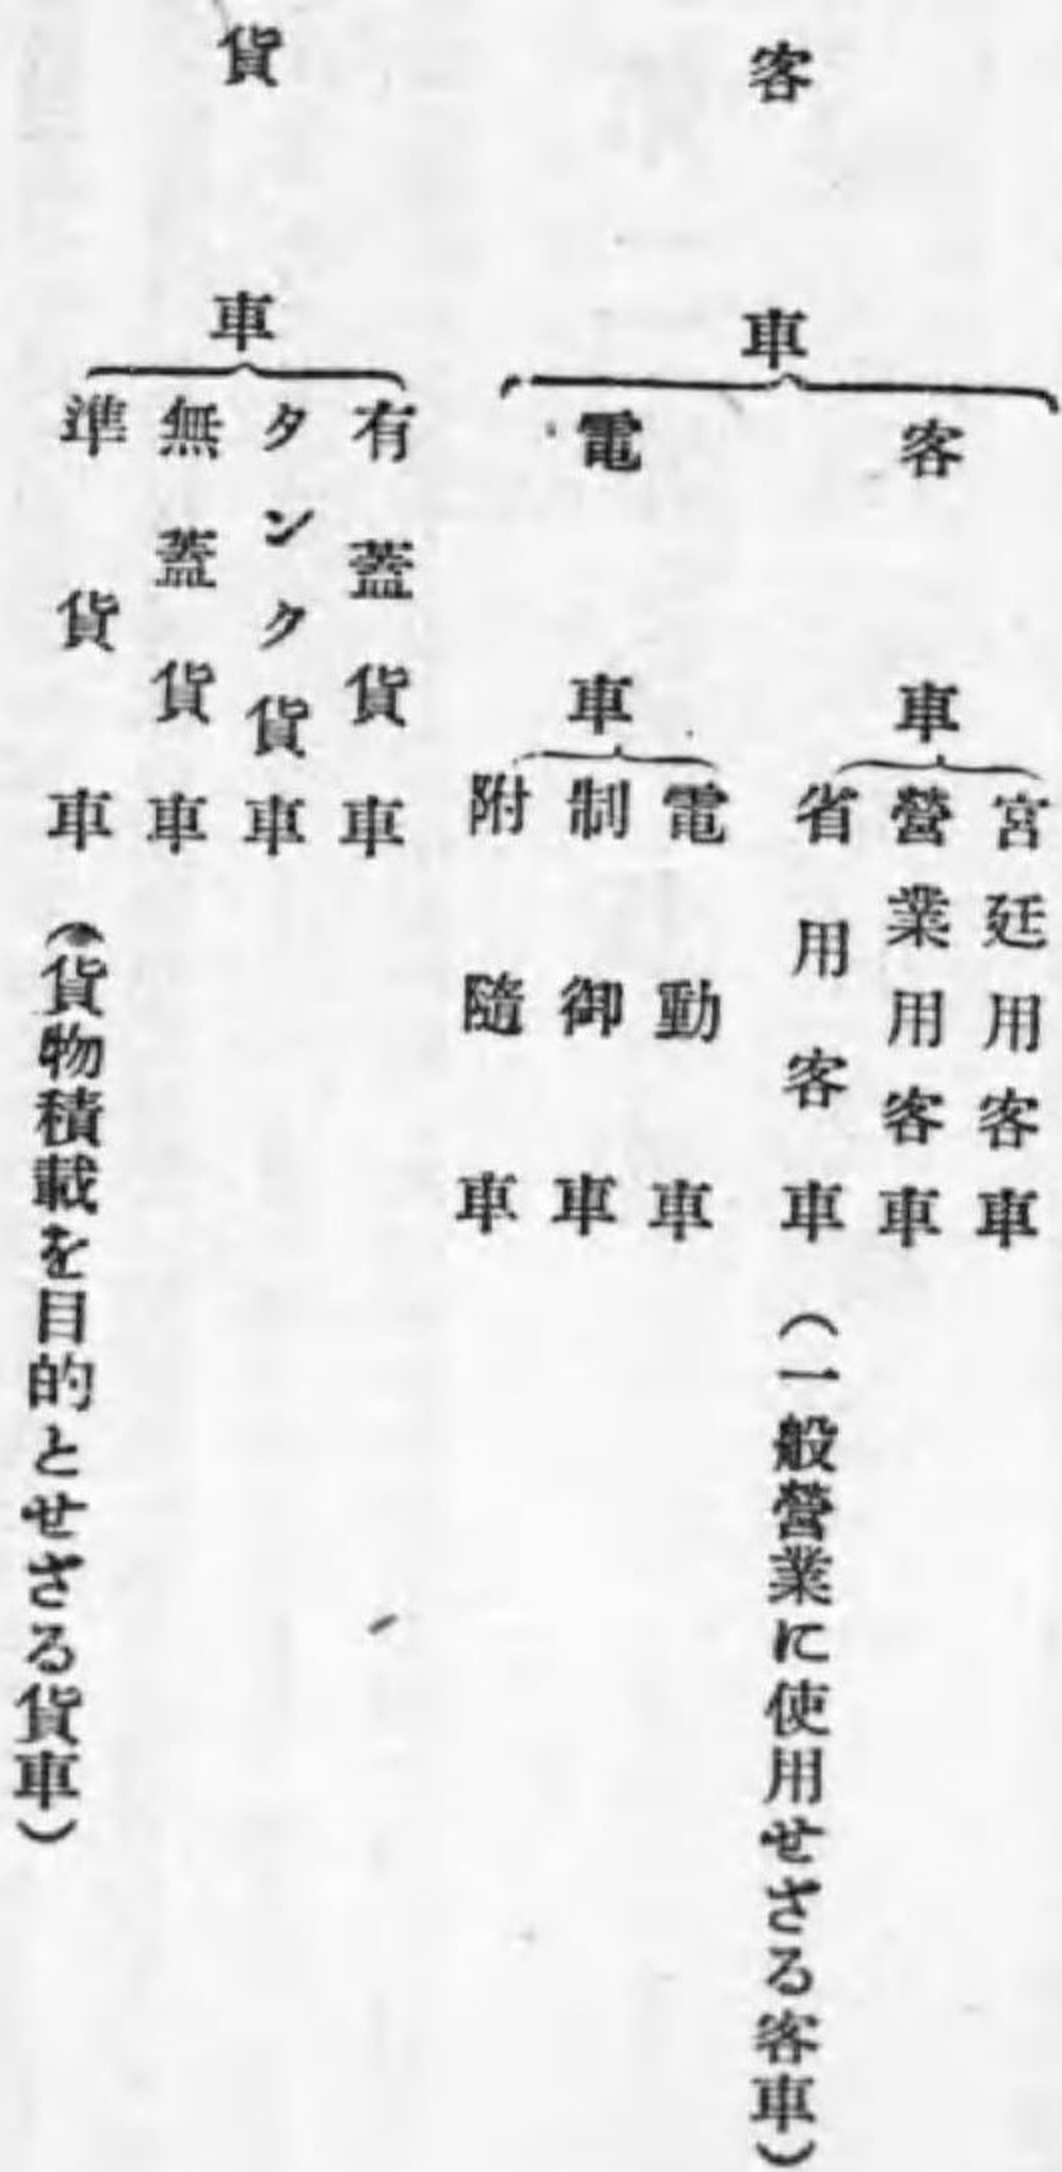 客車
客車
宮廷用客車
營業用客車
省用客車（一般營業に使用せざる客車）
電車
電動車
制御車
附隨車
貨車
有蓋貨車
タンク貨車
無蓋貨車
準貨車（貨物積載を目的とせざる貨車）